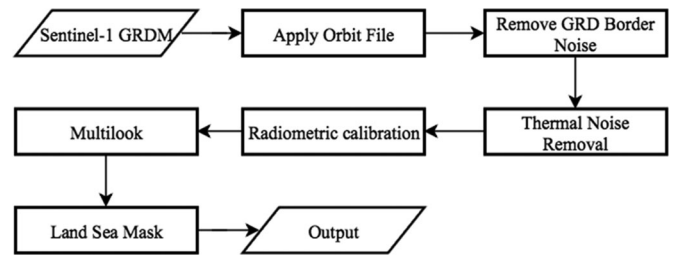 Sentinel-1 GRDM
Apply Orbit File
Remove GRD Border
Noise
Thermal Noise
Removal
Radiometric calibration
Multilook
Land Sea Mask
Output